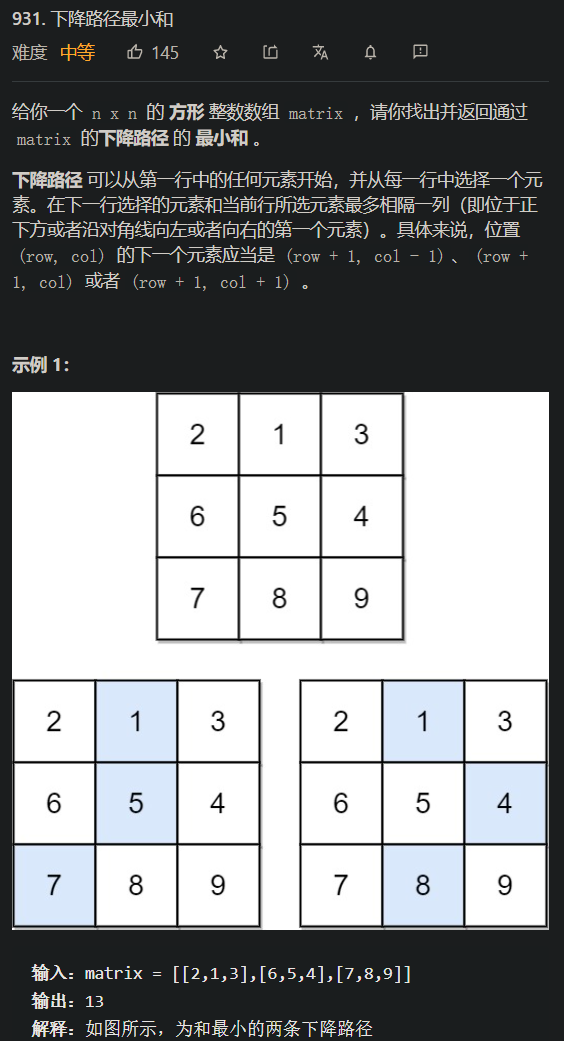 931. 下降路径最小和
难度 中等 145
给你一个 n x n 的 方形 整数数组 matrix ，请你找出并返回通过
matrix 的下降路径 的 最小和 。
下降路径 可以从第一行中的任何元素开始，并从每一行中选择一个元
素。在下一行选择的元素和当前行所选元素最多相隔一列（即位于正
下方或者沿对角线向左或者向右的第一个元素）。具体来说，位置
(row, col) 的下一个元素应当是 (row + 1, col - 1)、(row +
1, col) 或者 (row + 1, col + 1) 。
示例 1：
2 1 3
6 5 4
7 8 9
2 1 3 2 1 3
6 5 4 6 5 4
7 8 9 7 8 9
输入：matrix = [[2,1,3],[6,5,4],[7,8,9]]
输出：13
解释：如图所示，为和最小的两条下降路径